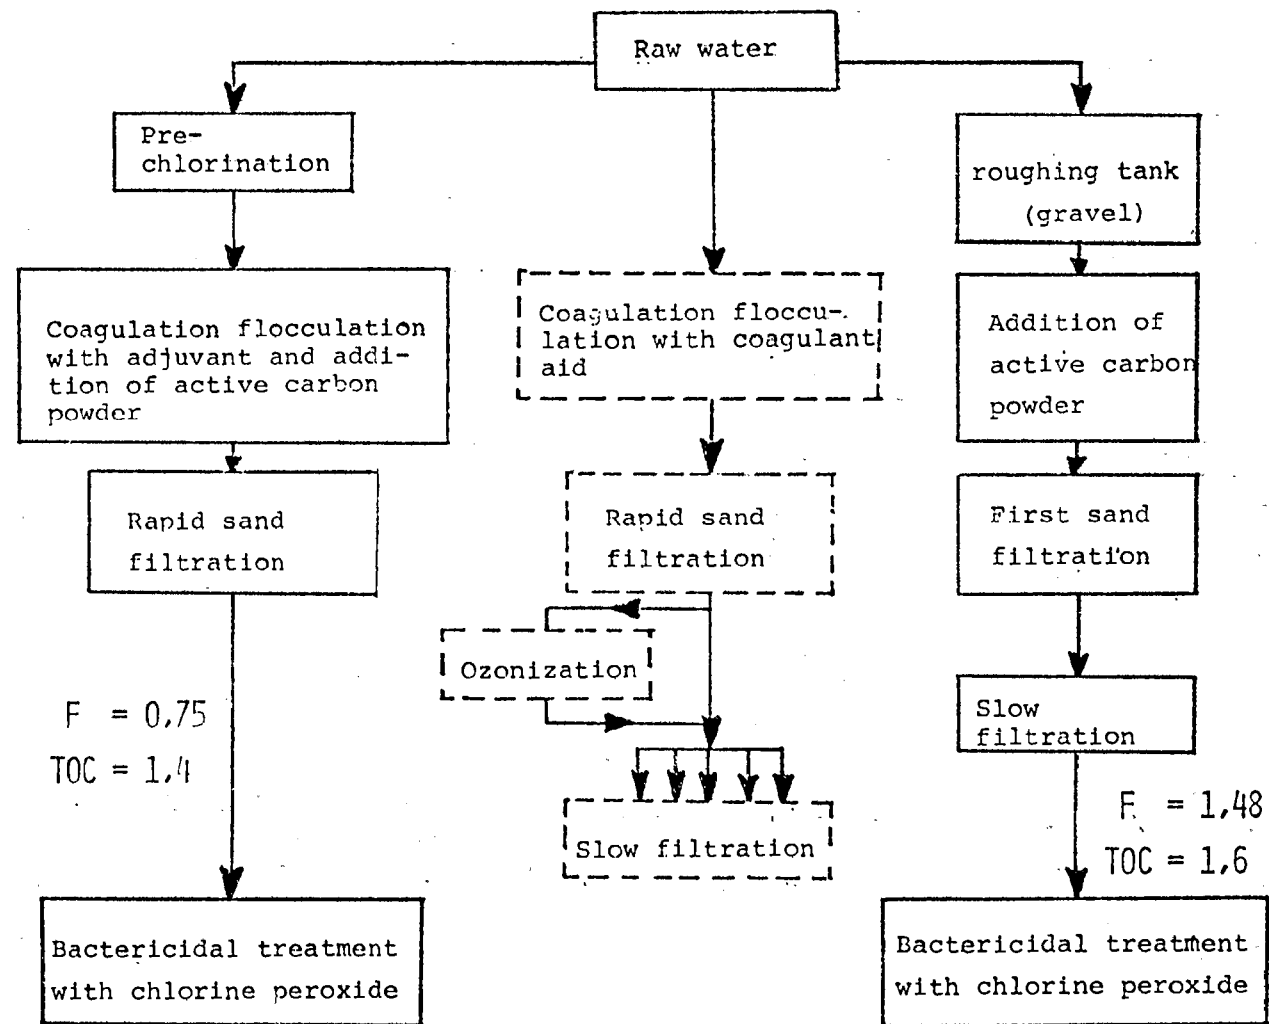 Raw water
Pre-
chlorination
Coagulation flocculation
with adjuvant and addi-
tion of active carbon
powder
Rapid sand
filtration
F = 0,75
TOC = 1,4
Bactericidal treatment
with chlorine peroxide
Coagulation floccu-
lation with coagulant
aid
Rapid sand
filtration
Ozonization
Slow filtration
roughing tank
(gravel)
Addition of
active carbon
powder
First sand
filtration
Slow
filtration
F = 1,48
TOC = 1,6
Bactericidal treatment
with chlorine peroxide